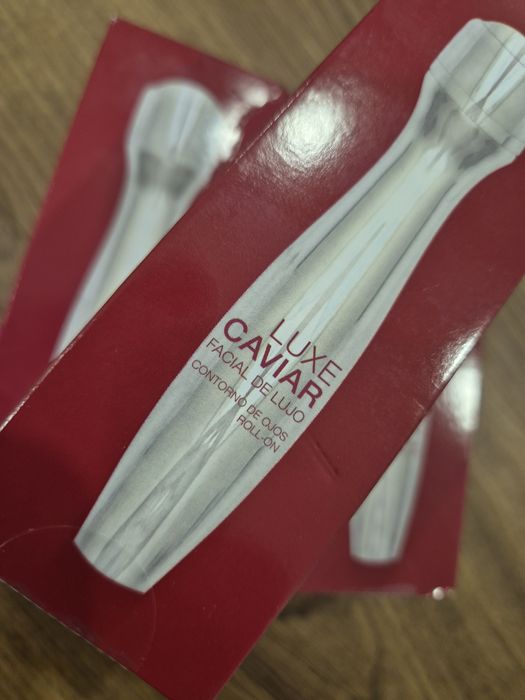 LUXE
CAVIAR
FACIAL DE LUJO
CONTORNO DE OJOS
ROLL-ON